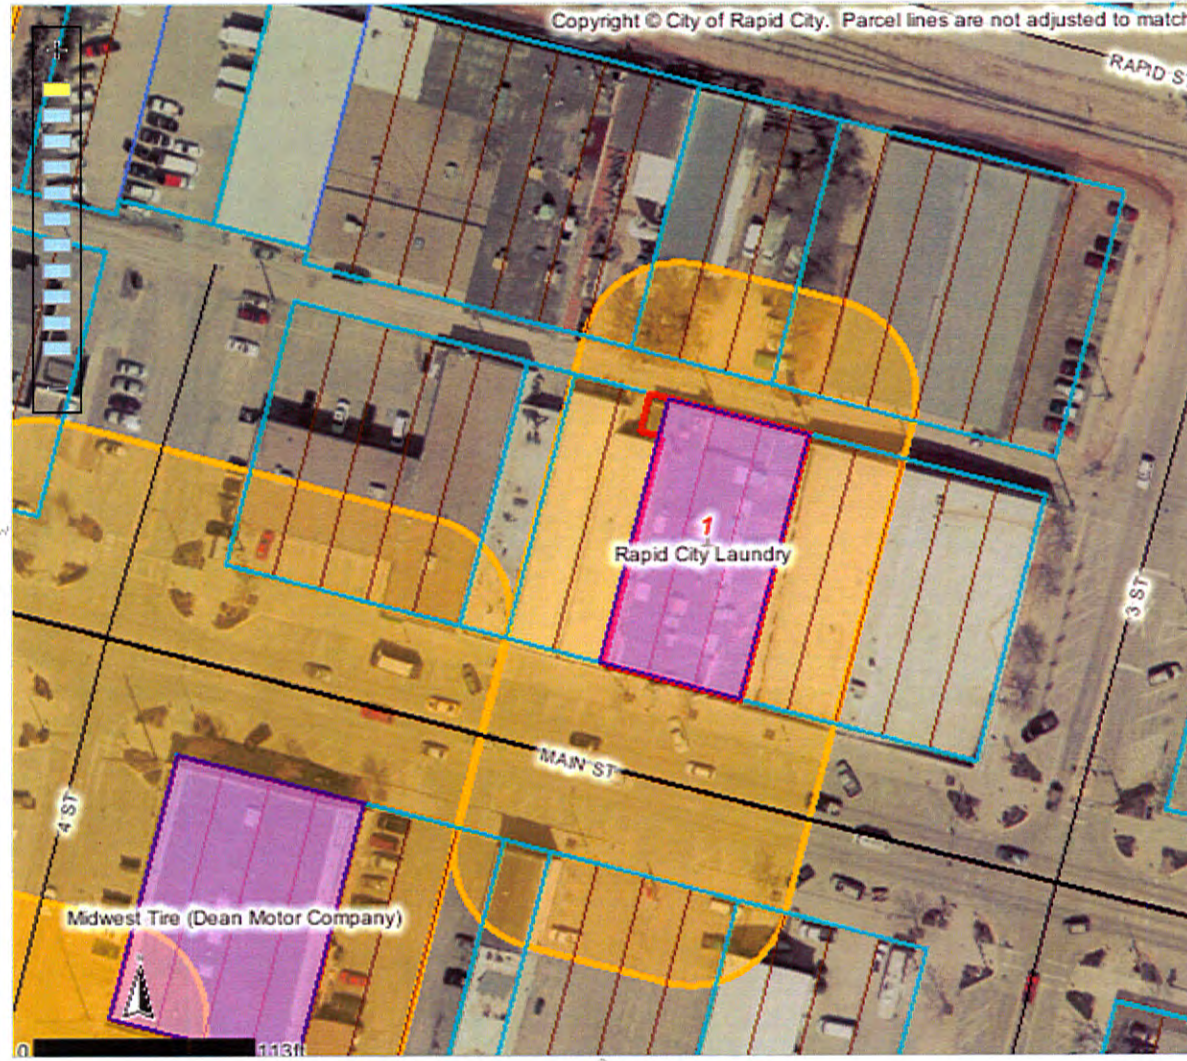 Copyright © City of Rapid City. Parcel lines are not adjusted to match
RAPID S
1
Rapid City Laundry
3 ST
MAIN ST
4 ST
Midwest Tire (Dean Motor Company)
0 113ft